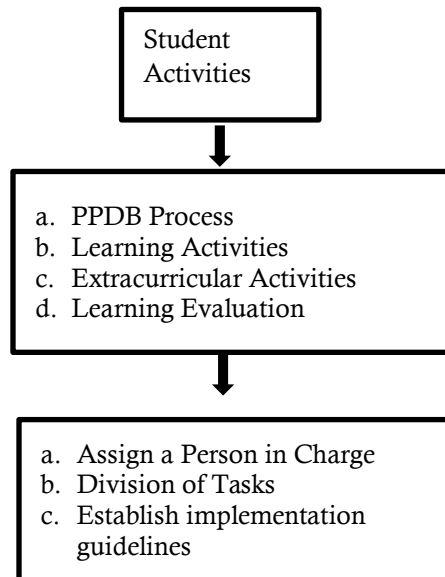 Student
Activities
a. PPDB Process
b. Learning Activities
c. Extracurricular Activities
d. Learning Evaluation
a. Assign a Person in Charge
b. Division of Tasks
c. Establish implementation
guidelines